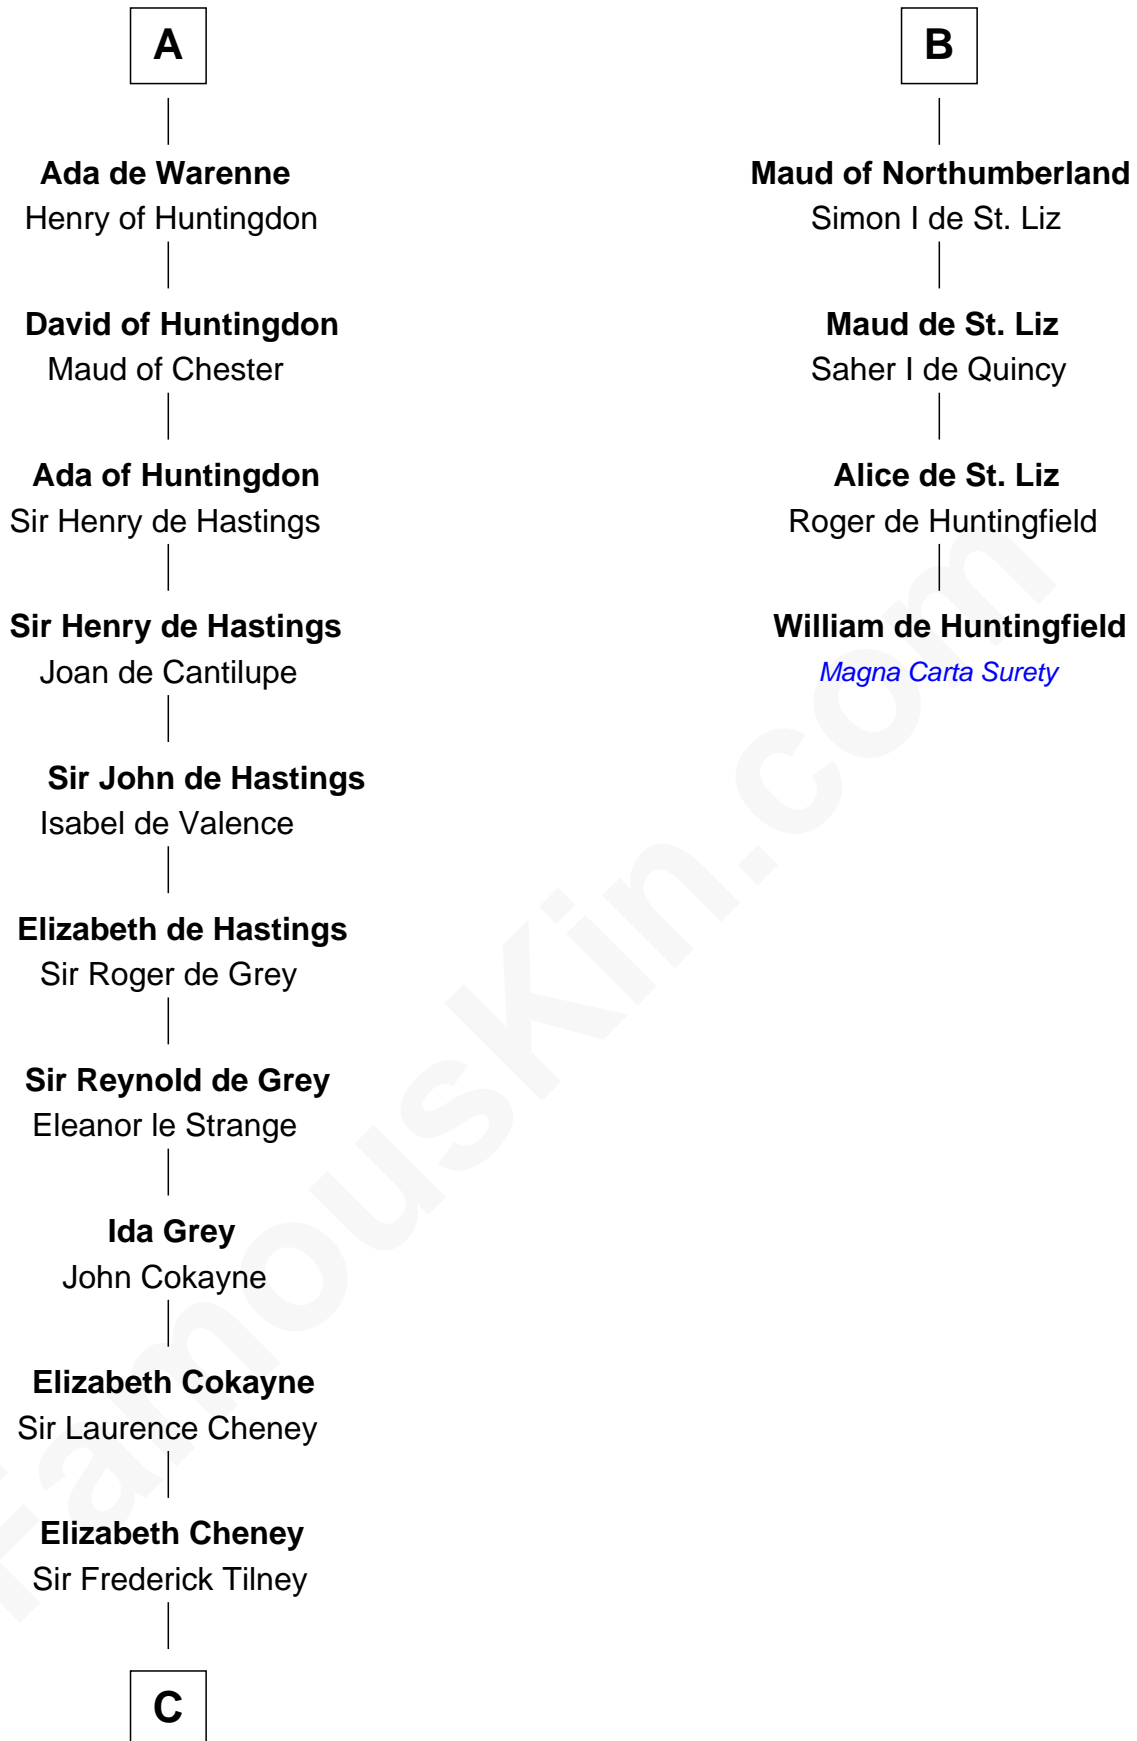 A
Ada de Warenne
Henry of Huntingdon
David of Huntingdon
Maud of Chester
Ada of Huntingdon
Sir Henry de Hastings
Sir Henry de Hastings
Joan de Cantilupe
Sir John de Hastings
Isabel de Valence
Elizabeth de Hastings
Sir Roger de Grey
Sir Reynold de Grey
Eleanor le Strange
Ida Grey
John Cokayne
Elizabeth Cokayne
Sir Laurence Cheney
Elizabeth Cheney
Sir Frederick Tilney
C
B
Maud of Northumberland
Simon I de St. Liz
Maud de St. Liz
Saher I de Quincy
Alice de St. Liz
Roger de Huntingfield
William de Huntingfield
Magna Carta Surety
FamousKin.com